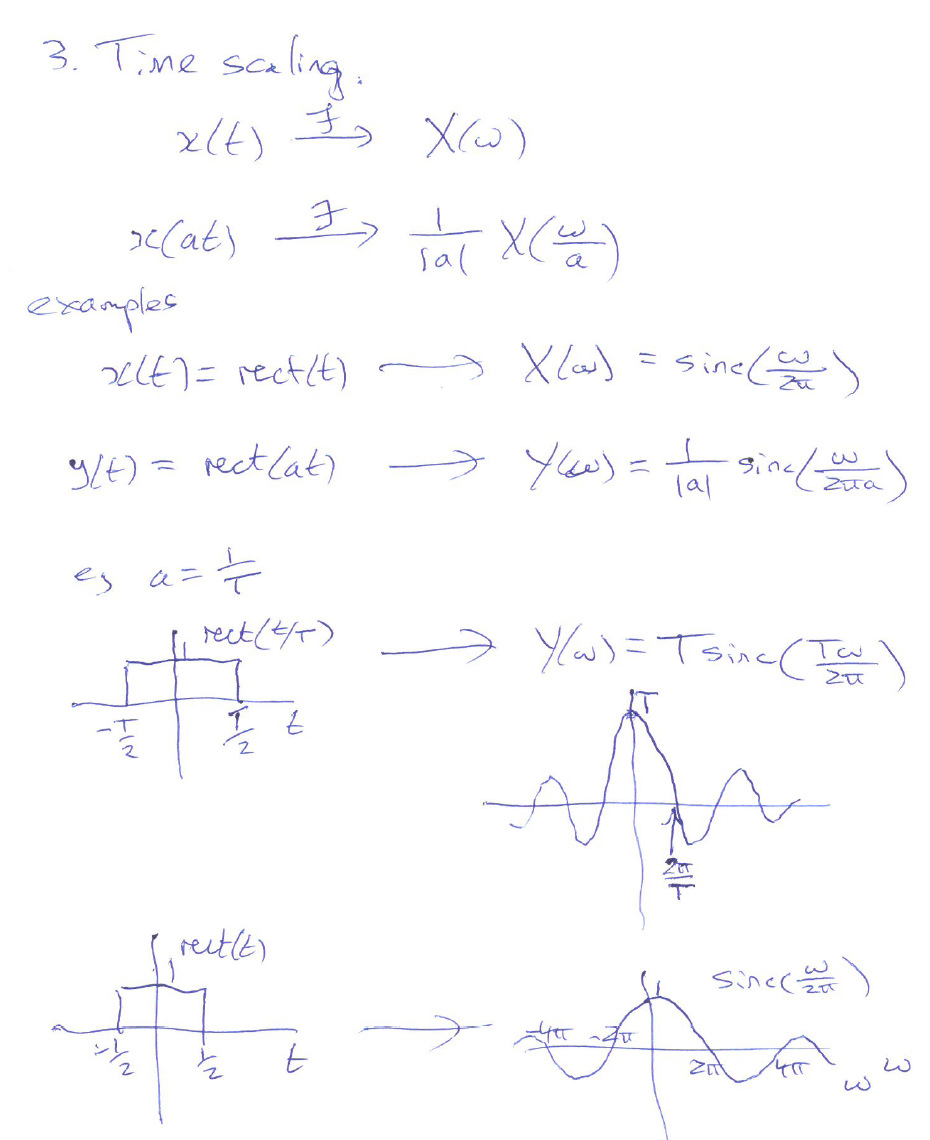 3. Time scaling.
x(t) ℱ→ X(ω)
x(at) ℱ→ 1/|a| X(ω/a)
examples
x(t) = rect(t) → X(ω) = sinc(ω/2π)
y(t) = rect(at) → Y(ω) = 1/|a| sinc(ω/2πa)
eg a = 1/T
1 rect(t/T) → Y(ω) = T sinc(Tω/2π)
-T/2 T/2 t
T
2π/T
1 rect(t) → 1 sinc(ω/2π)
-1/2 1/2 t
-4π -2π 2π 4π ω ω